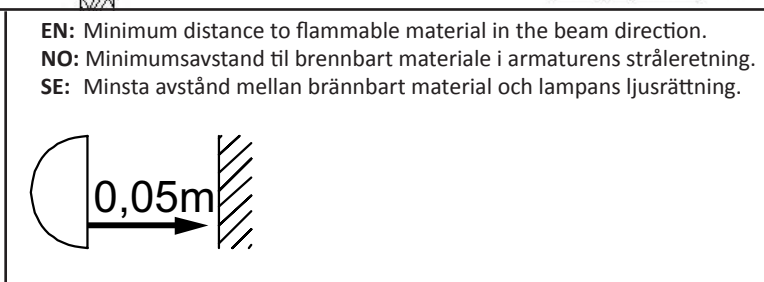 EN: Minimum distance to flammable material in the beam direction.
NO: Minimumsavstand til brennbart materiale i armaturens stråleretning.
SE: Minsta avstånd mellan brännbart material och lampans ljusrättning.
0,05m